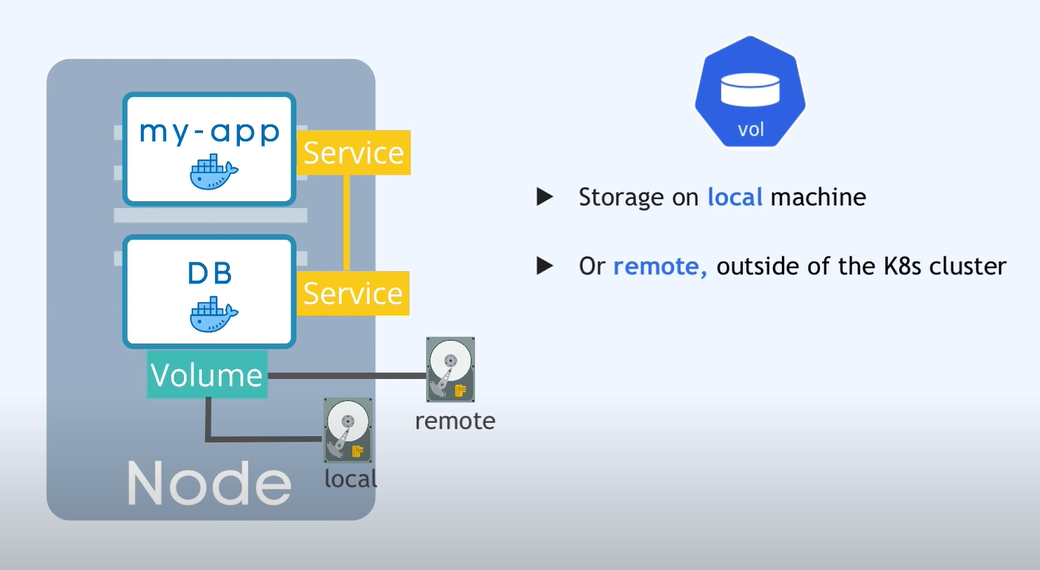 my-app
Service
DB
Service
Volume
remote
local
Node
vol
Storage on local machine
Or remote, outside of the K8s cluster